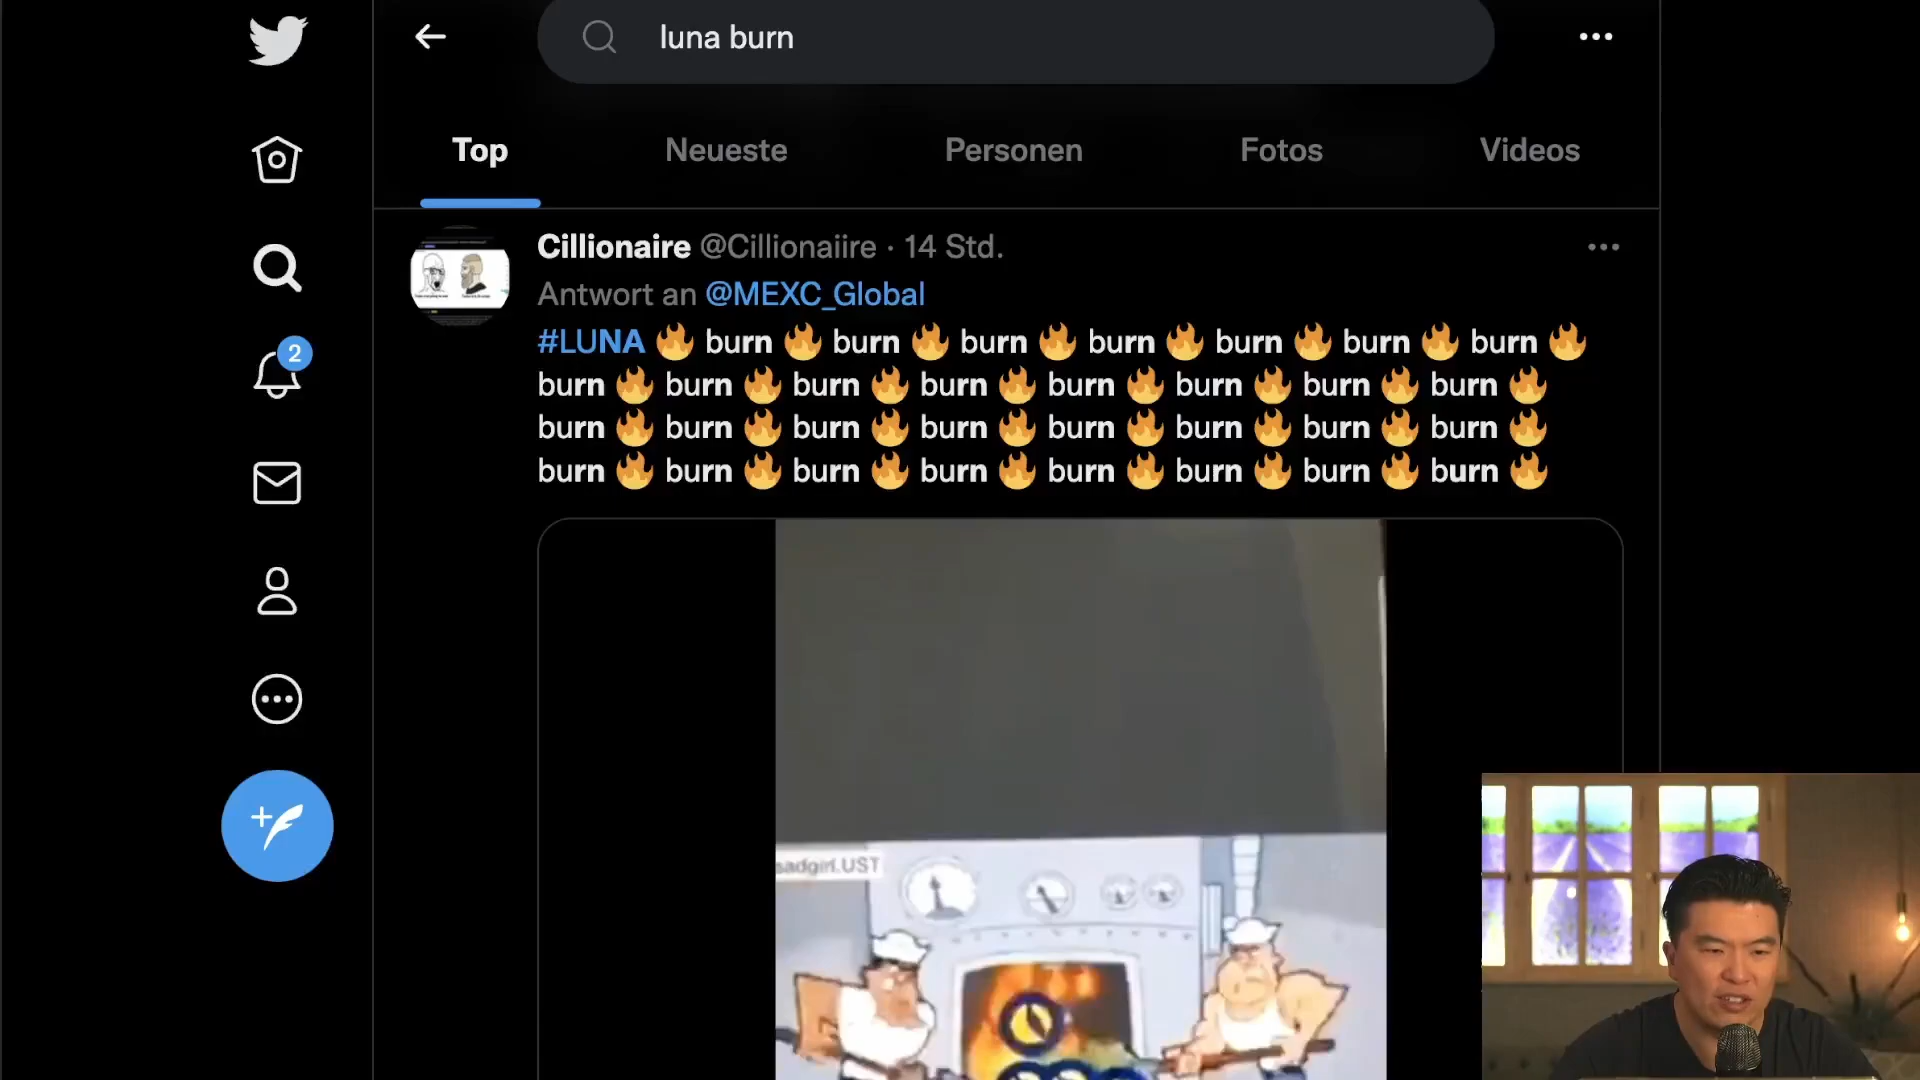 luna burn
Top Neueste Personen Fotos Videos
Cillionaire @Cillionaiire · 14 Std.
Antwort an @MEXC_Global
#LUNA 🔥 burn 🔥 burn 🔥 burn 🔥 burn 🔥 burn 🔥 burn 🔥 burn 🔥
burn 🔥 burn 🔥 burn 🔥 burn 🔥 burn 🔥 burn 🔥 burn 🔥 burn 🔥
burn 🔥 burn 🔥 burn 🔥 burn 🔥 burn 🔥 burn 🔥 burn 🔥 burn 🔥
burn 🔥 burn 🔥 burn 🔥 burn 🔥 burn 🔥 burn 🔥 burn 🔥 burn 🔥
2
sadgirl.UST